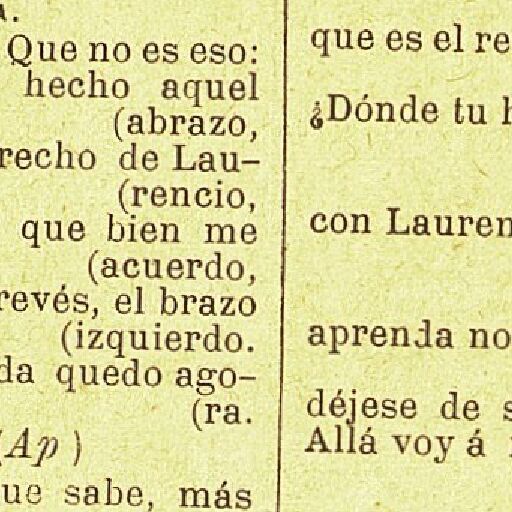 Que no es eso:
hecho aquel
(abrazo,
recho de Lau-
(rencio,
que bien me
(acuerdo,
revés, el brazo
(izquierdo.
da quedo ago-
(ra.
(Ap)
ue sabe, más
que es el re
¿Dónde tu h
con Lauren
aprenda no
déjese de s
Allá voy á